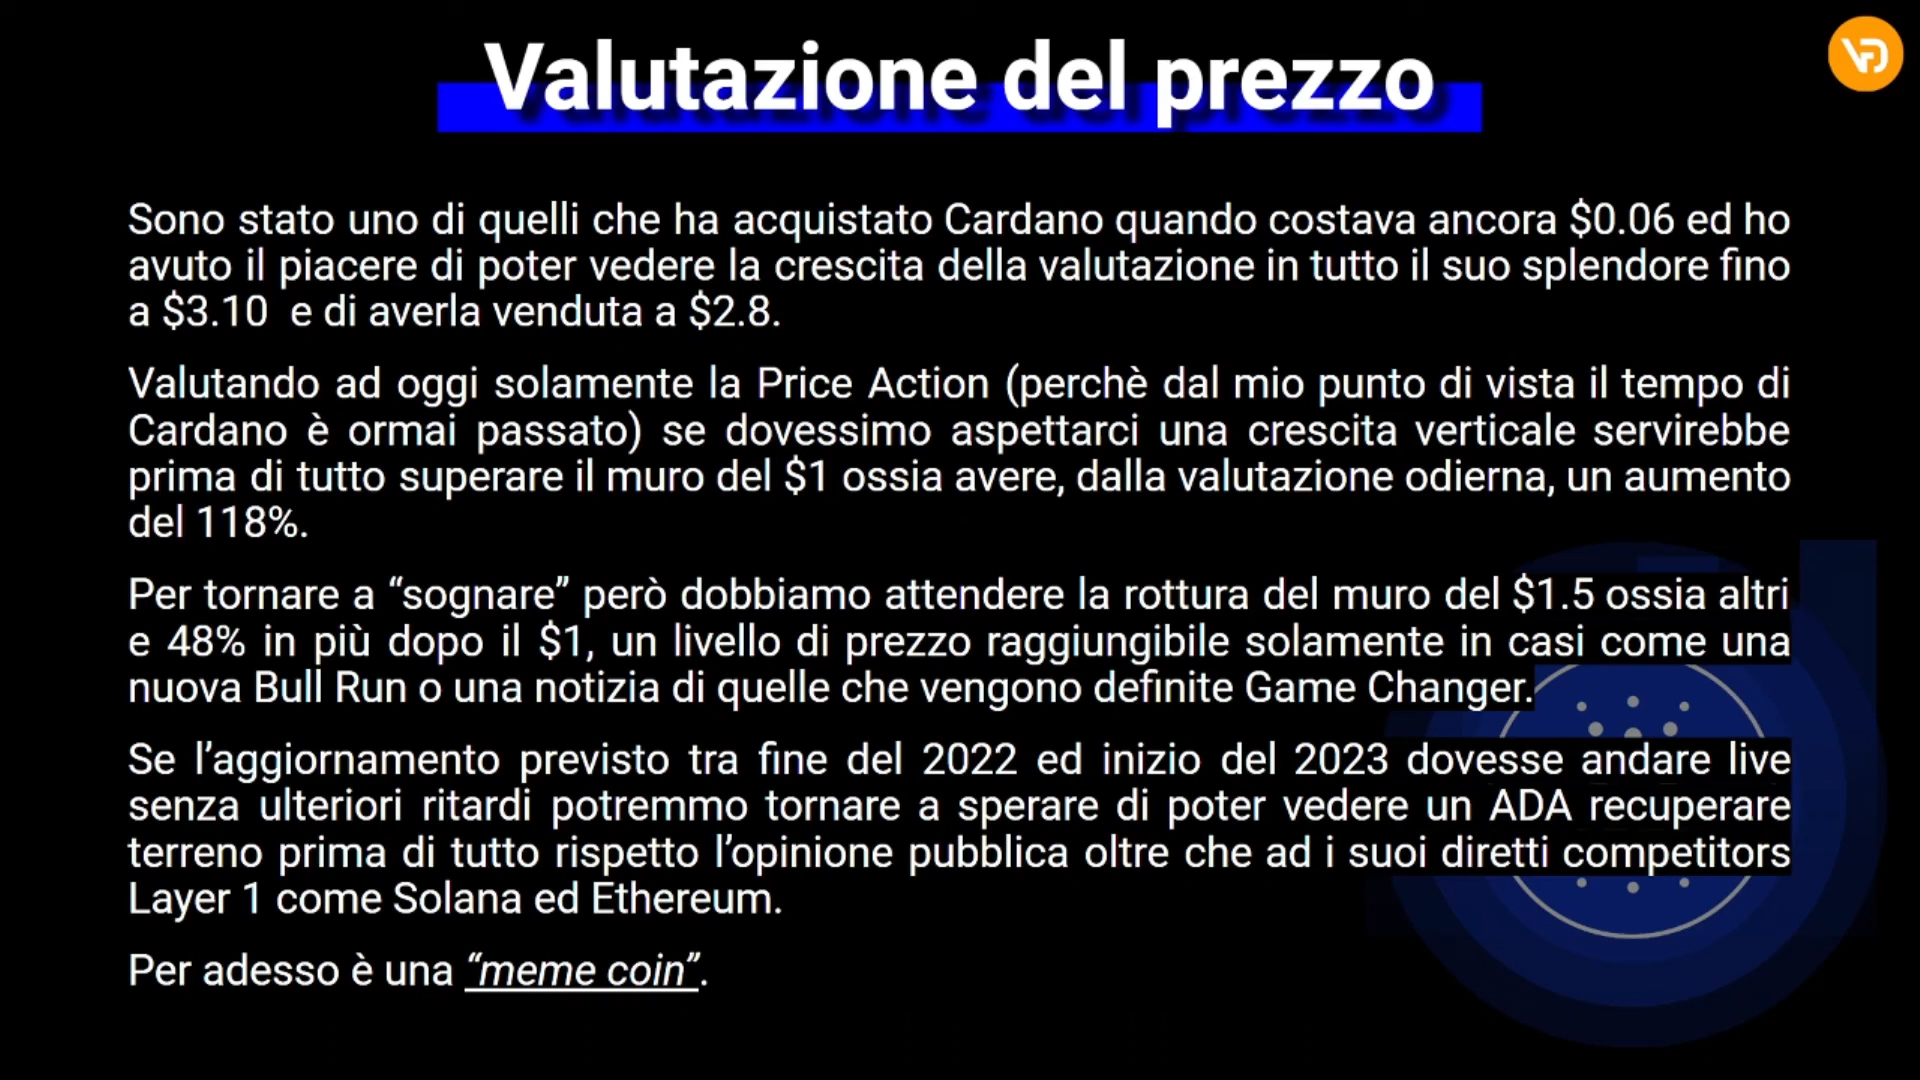 Valutazione del prezzo
Sono stato uno di quelli che ha acquistato Cardano quando costava ancora $0.06 ed ho
avuto il piacere di poter vedere la crescita della valutazione in tutto il suo splendore fino
a $3.10  e di averla venduta a $2.8.
Valutando ad oggi solamente la Price Action (perchè dal mio punto di vista il tempo di
Cardano è ormai passato) se dovessimo aspettarci una crescita verticale servirebbe
prima di tutto superare il muro del $1 ossia avere, dalla valutazione odierna, un aumento
del 118%.
Per tornare a “sognare” però dobbiamo attendere la rottura del muro del $1.5 ossia altri
e 48% in più dopo il $1, un livello di prezzo raggiungibile solamente in casi come una
nuova Bull Run o una notizia di quelle che vengono definite Game Changer.
Se l’aggiornamento previsto tra fine del 2022 ed inizio del 2023 dovesse andare live
senza ulteriori ritardi potremmo tornare a sperare di poter vedere un ADA recuperare
terreno prima di tutto rispetto l’opinione pubblica oltre che ad i suoi diretti competitors
Layer 1 come Solana ed Ethereum.
Per adesso è una “meme coin”.